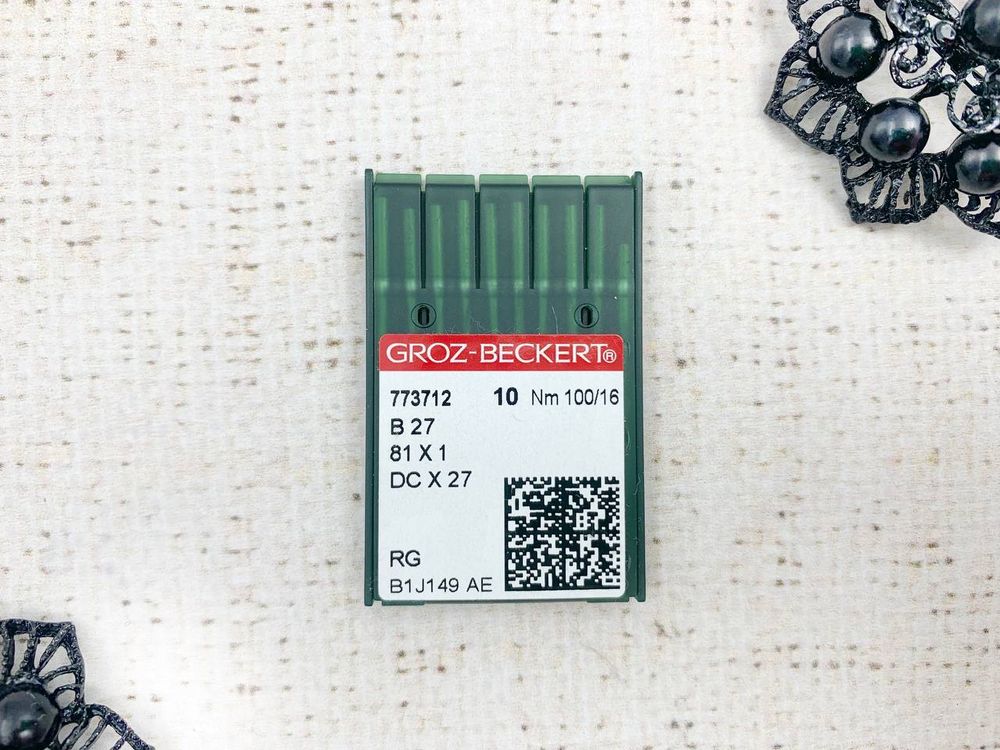 GROZ-BECKERT®
773712 10 Nm 100/16
B 27
81 X 1
DC X 27
RG
B1J149 AE